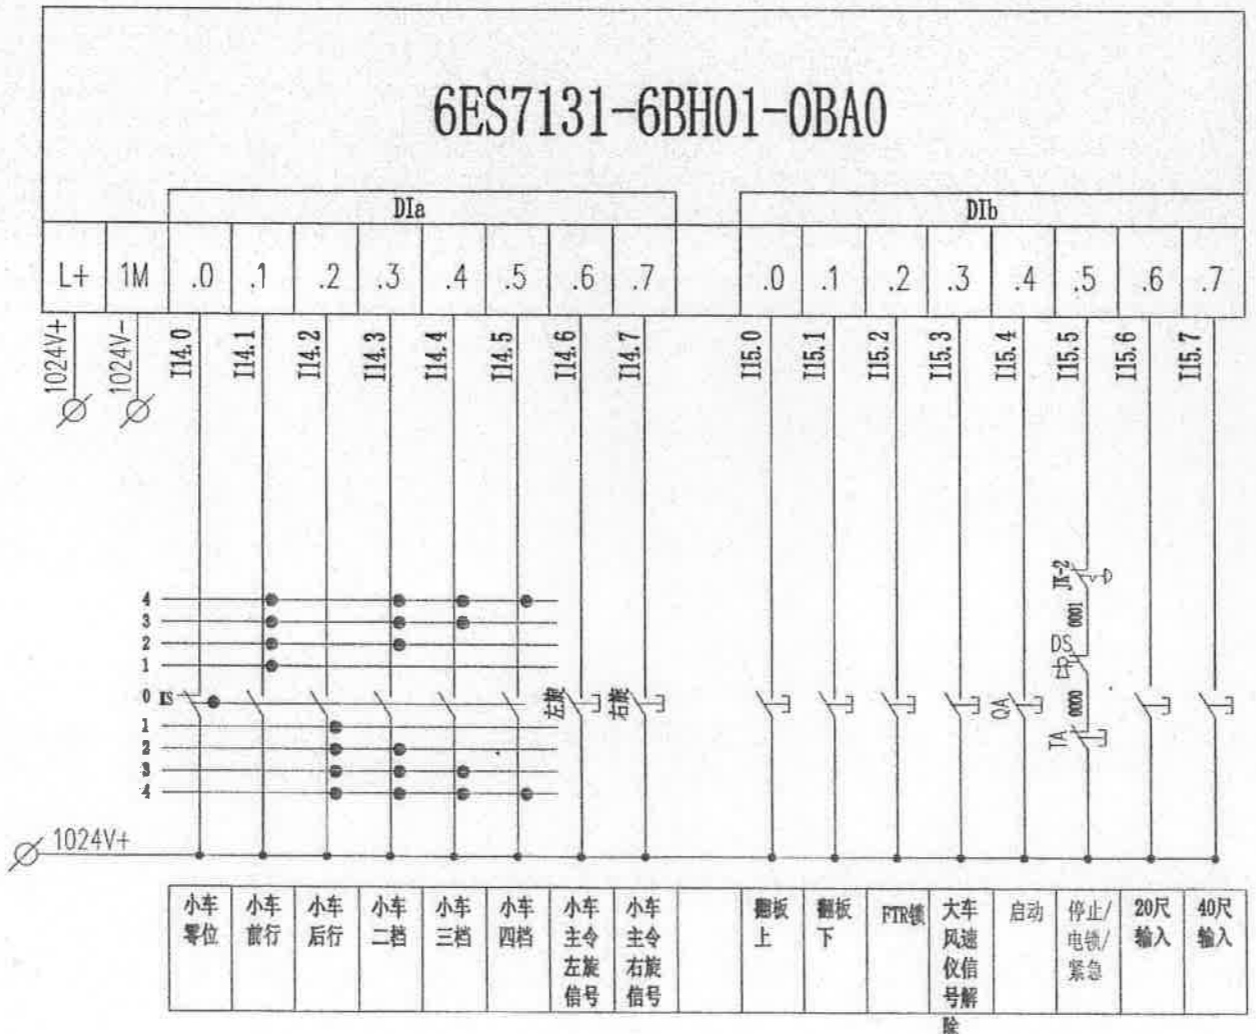 6ES7131-6BH01-0BA0
DIa
DIb
L+ 1M .0 .1 .2 .3 .4 .5 .6 .7 .0 .1 .2 .3 .4 .5 .6 .7
1024V+ 1024V- I14.0 I14.1 I14.2 I14.3 I14.4 I14.5 I14.6 I14.7 I15.0 I15.1 I15.2 I15.3 I15.4 I15.5 I15.6 I15.7
JK-2
4
0001
3
2
DS
1
0 KS 左旋 右旋 QA 0000
1
TA
2
3
4
1024V+
小车
零位
小车
前行
小车
后行
小车
二档
小车
三档
小车
四档
小车
主令
左旋
信号
小车
主令
右旋
信号
翻板
上
翻板
下
FTR锁
大车
风速
仪信
号解
除
启动
停止/
电锁/
紧急
20尺
输入
40尺
输入